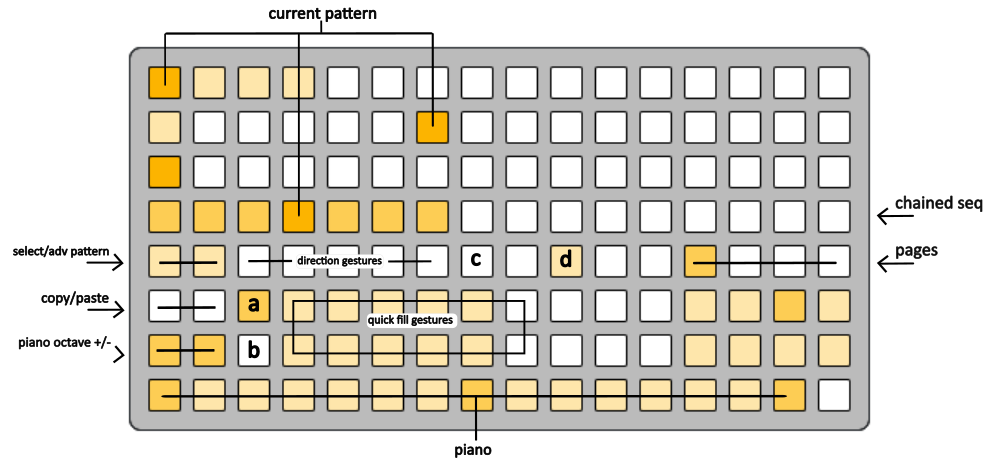 current pattern
chained seq
select/adv pattern
direction gestures
c
d
pages
copy/paste
a
quick fill gestures
piano octave +/-
b
piano